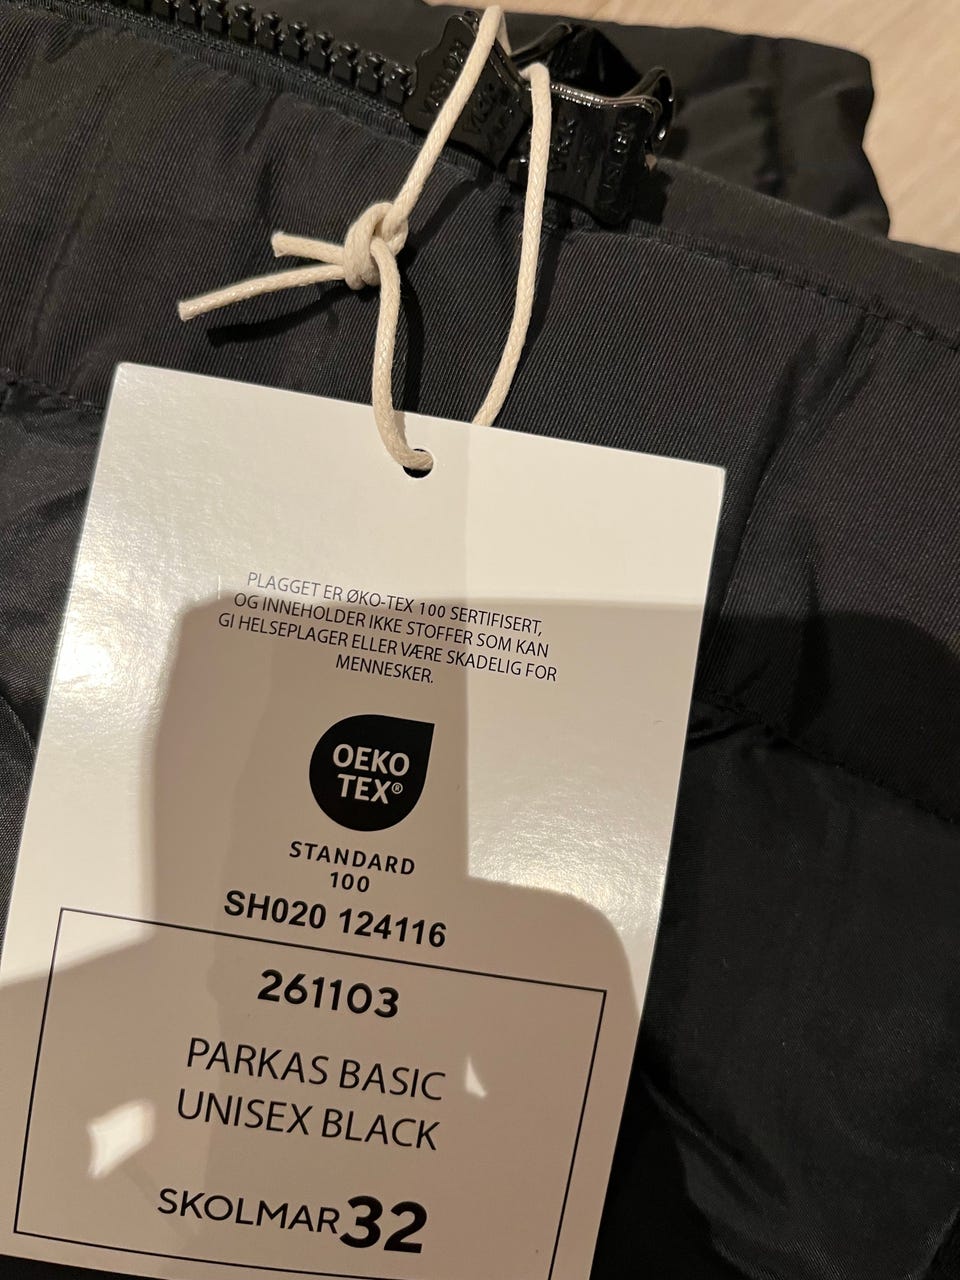 VISLON
PLAGGET ER ØKO-TEX 100 SERTIFISERT,
OG INNEHOLDER IKKE STOFFER SOM KAN
GI HELSEPLAGER ELLER VÆRE SKADELIG FOR
MENNESKER.
OEKO
TEX®
STANDARD
100
SH020 124116
261103
PARKAS BASIC
UNISEX BLACK
SKOLMAR32